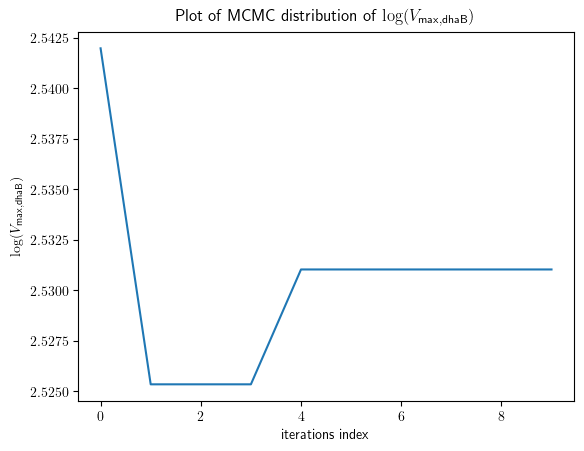 Plot of MCMC distribution of log(V_max,dhaB)
2.5425
2.5400
2.5375
2.5350
2.5325
2.5300
2.5275
2.5250
log(V_max,dhaB)
0 2 4 6 8
iterations index